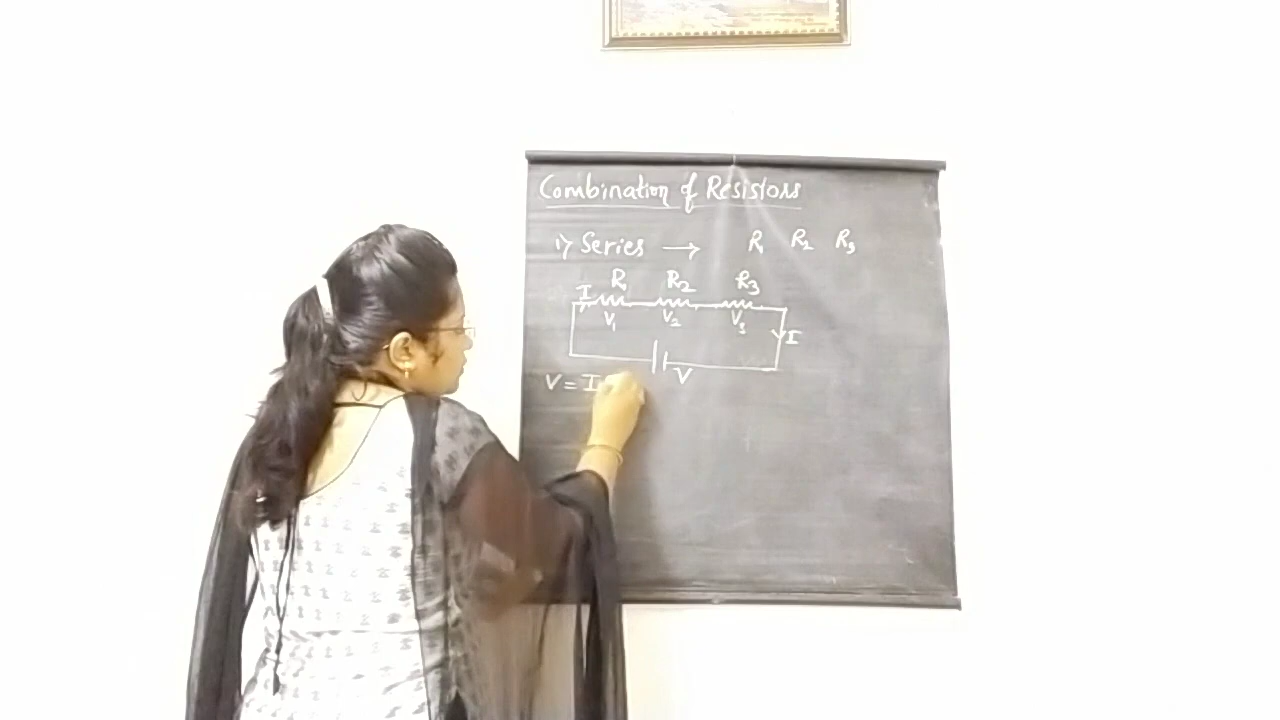 Combination of Resistors
1) Series → R1 R2 R3
R1 R2 R3
I
V1 V2 V3
I
V
V = I